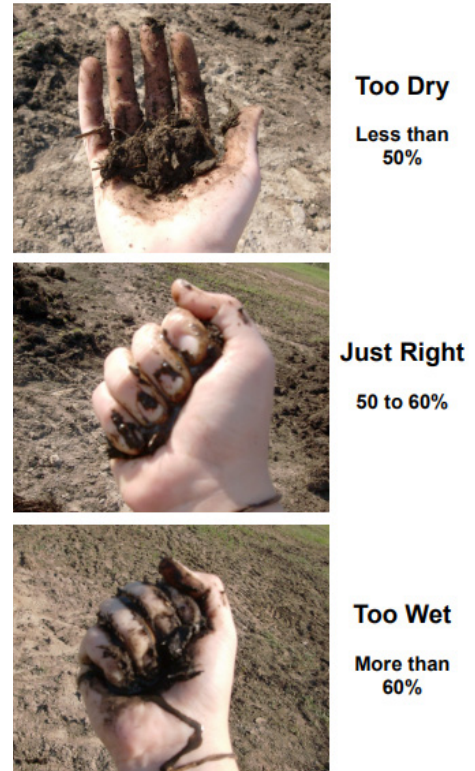 Too Dry
Less than
50%
Just Right
50 to 60%
Too Wet
More than
60%